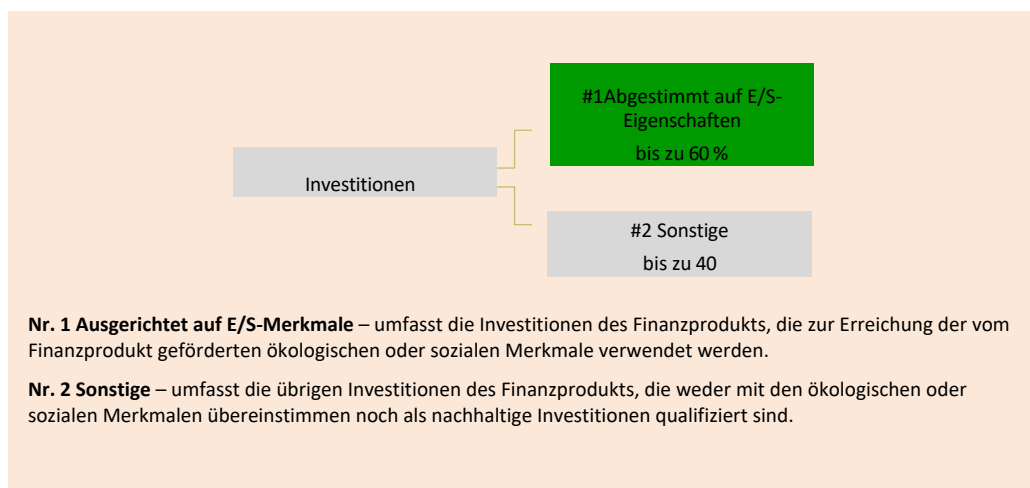 #1Abgestimmt auf E/S-
Eigenschaften
bis zu 60 %
Investitionen
#2 Sonstige
bis zu 40
Nr. 1 Ausgerichtet auf E/S-Merkmale – umfasst die Investitionen des Finanzprodukts, die zur Erreichung der vom
Finanzprodukt geförderten ökologischen oder sozialen Merkmale verwendet werden.
Nr. 2 Sonstige – umfasst die übrigen Investitionen des Finanzprodukts, die weder mit den ökologischen oder
sozialen Merkmalen übereinstimmen noch als nachhaltige Investitionen qualifiziert sind.